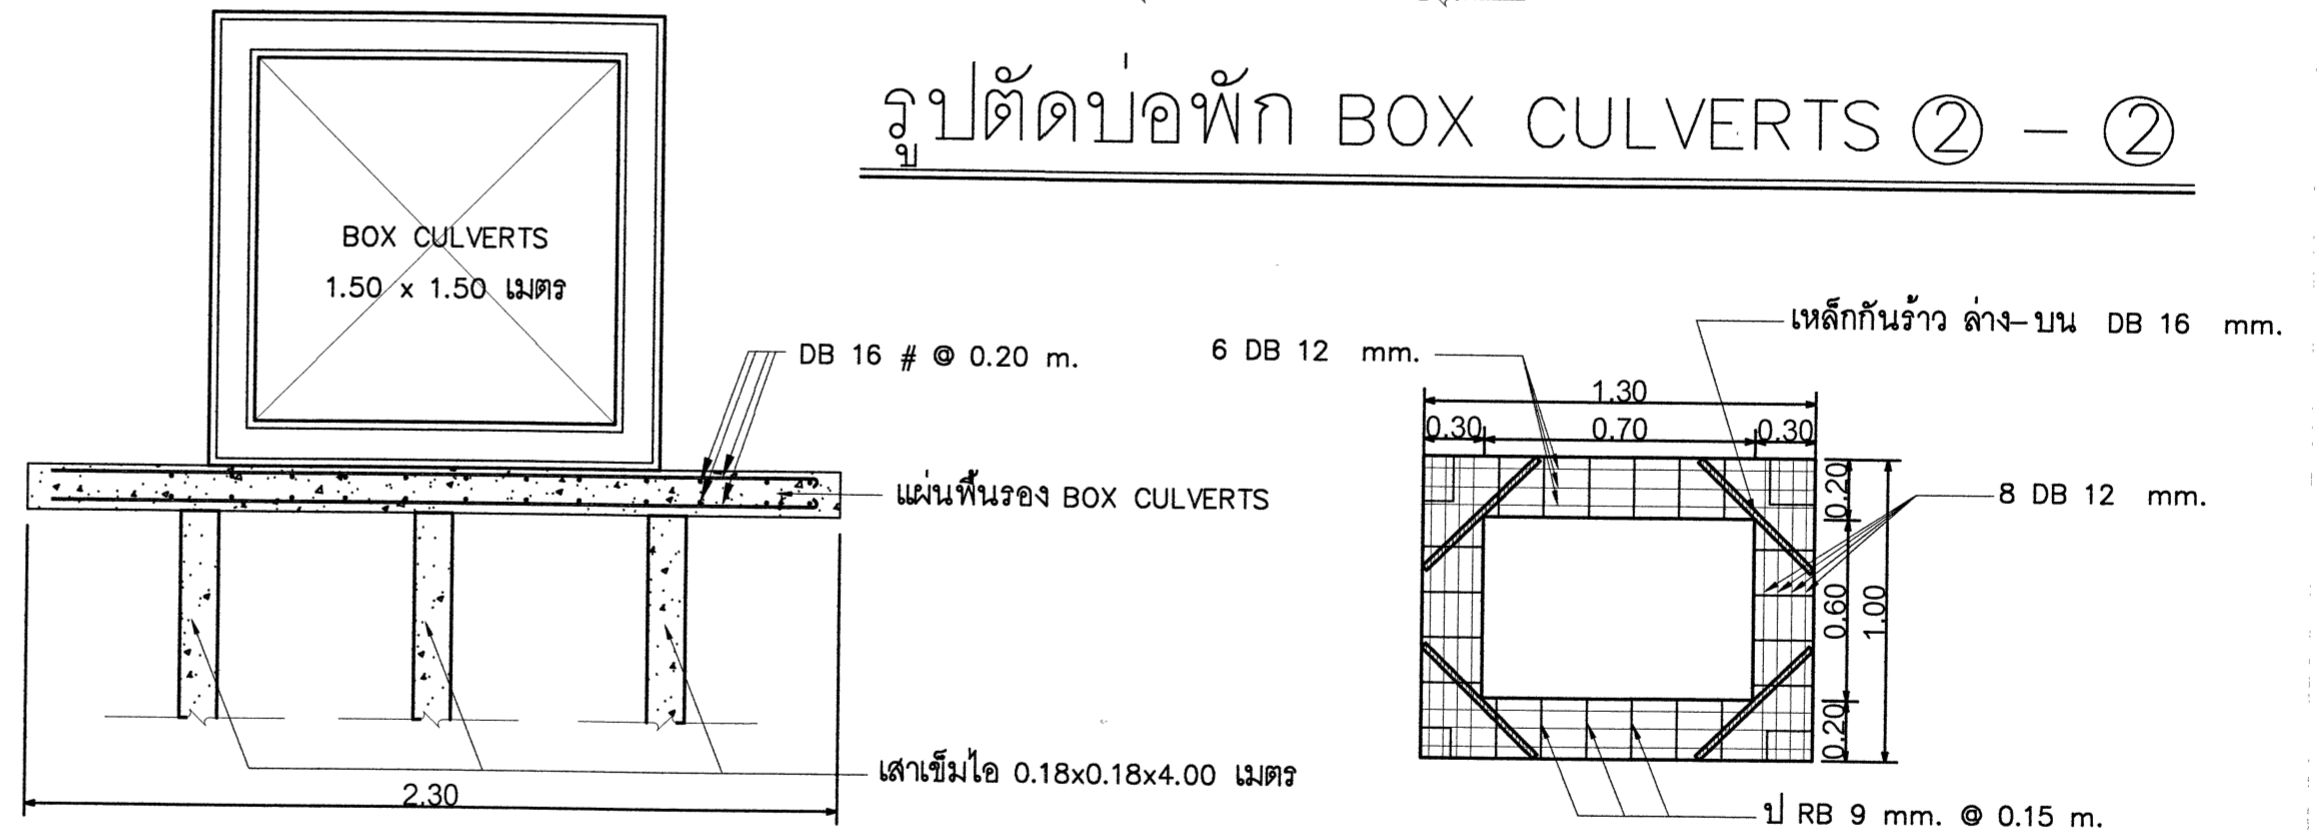 รูปตัดบ่อพัก BOX CULVERTS 2 – 2
BOX CULVERTS
1.50 x 1.50 เมตร
DB 16 # @ 0.20 m.
แผ่นพื้นรอง BOX CULVERTS
เสาเข็มไอ 0.18x0.18x4.00 เมตร
2.30
เหล็กกันร้าว ล่าง–บน DB 16 mm.
6 DB 12 mm.
1.30
0.30 0.70 0.30
8 DB 12 mm.
0.20
0.60
1.00
0.20
ป RB 9 mm. @ 0.15 m.